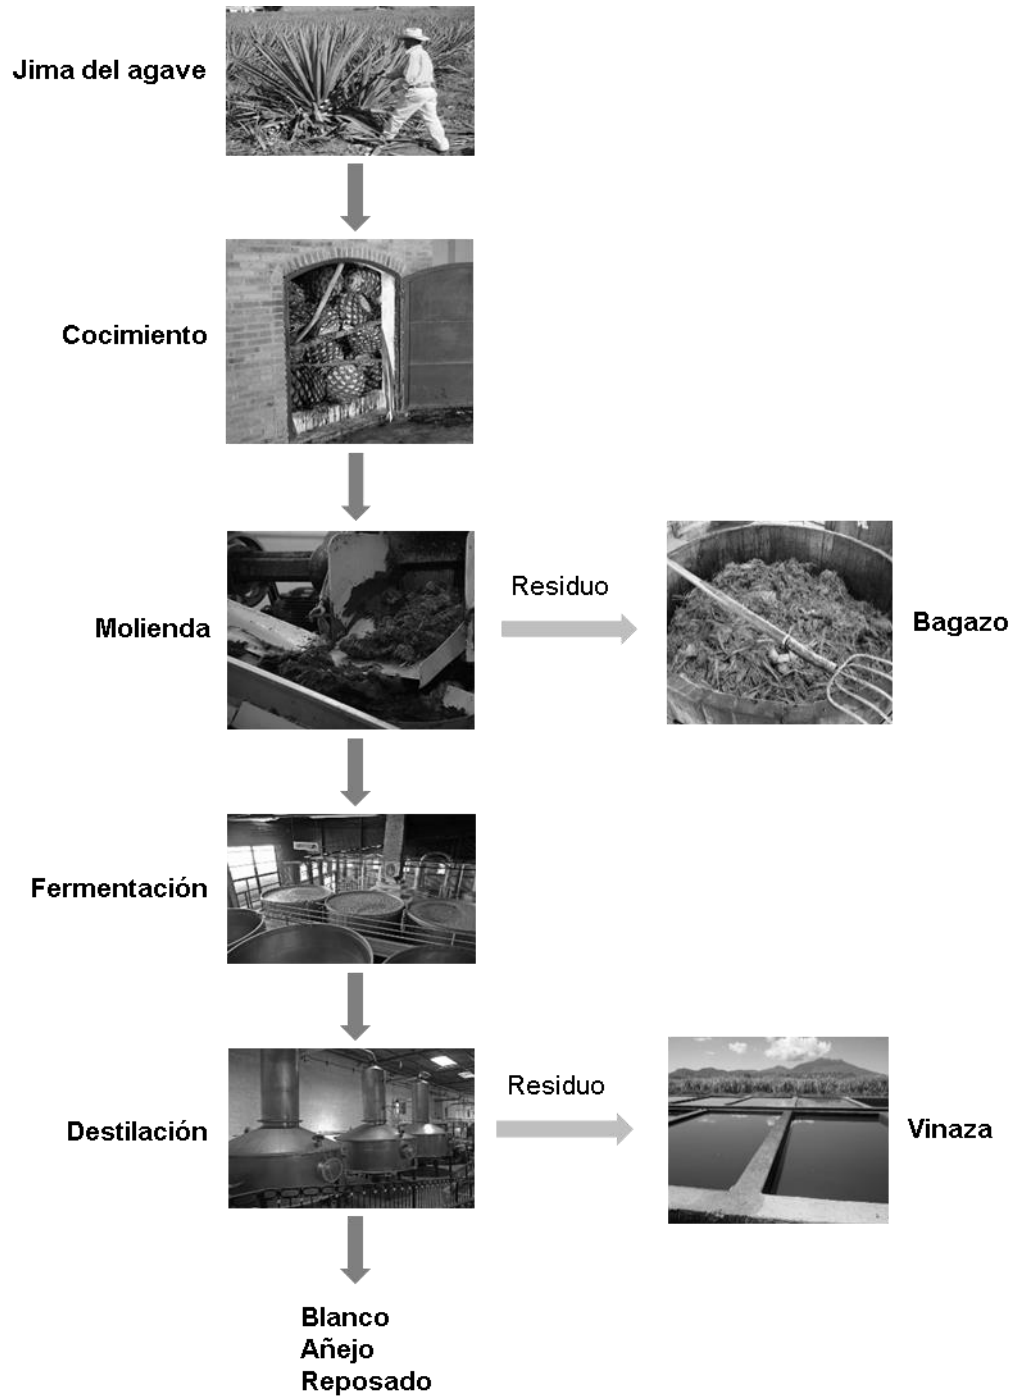 Jima del agave
Cocimiento
Molienda
Residuo
Bagazo
Fermentación
Destilación
Residuo
Vinaza
Blanco
Añejo
Reposado